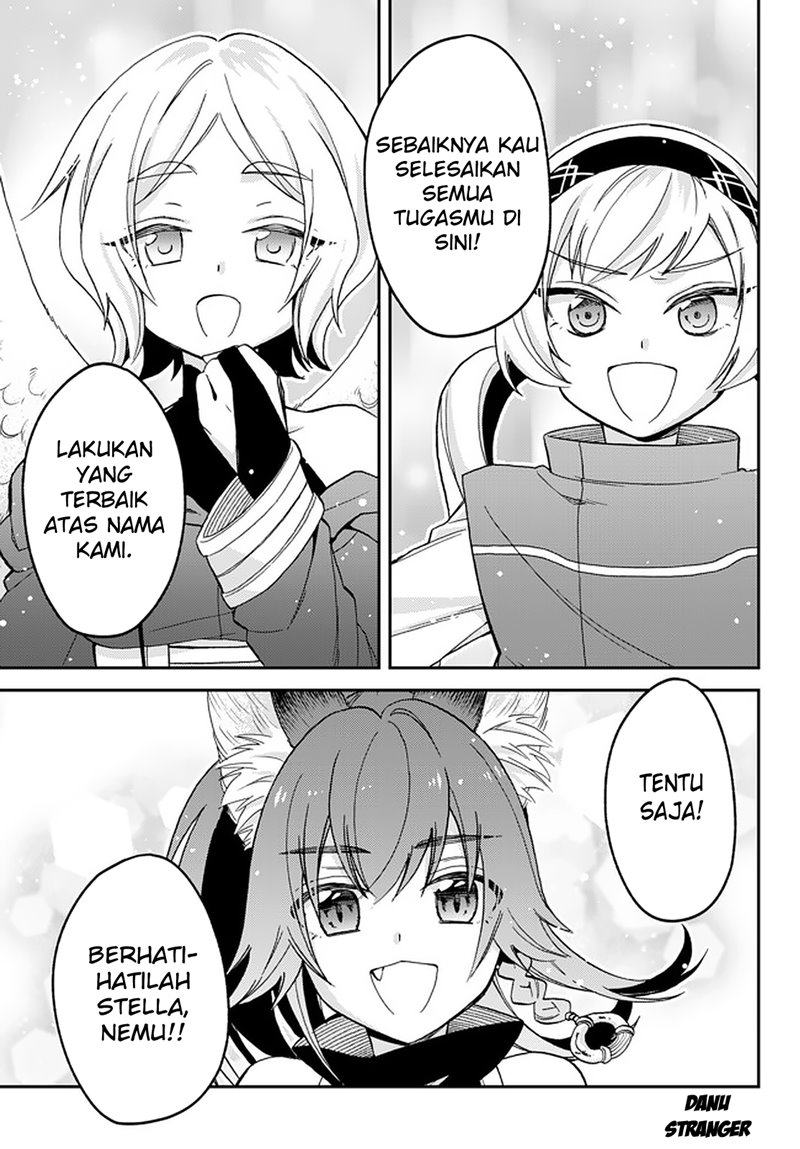 SEBAIKNYA KAU
SELESAIKAN
SEMUA
TUGASMU DI
SINI!
LAKUKAN
YANG
TERBAIK
ATAS NAMA
KAMI.
TENTU
SAJA!
BERHATI-
HATILAH
STELLA,
NEMU!!
DANU
STRANGER